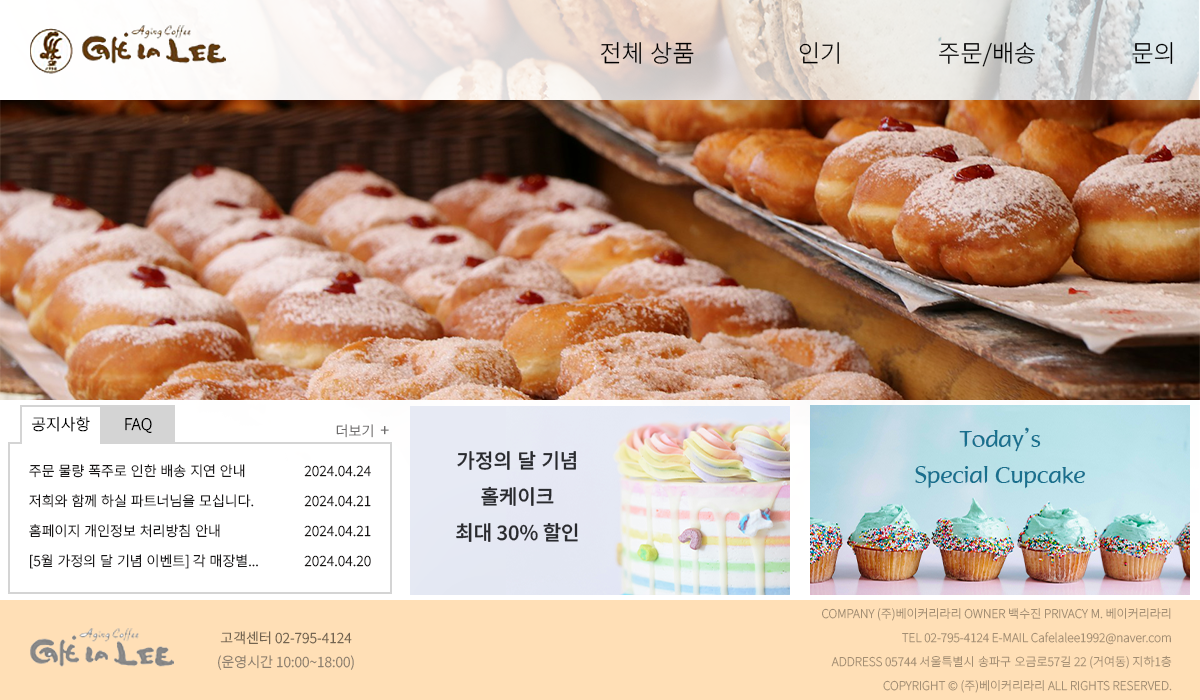 Aging Coffee
Café la LEE
전체 상품
인기
주문/배송
문의
공지사항
FAQ
더보기 +
주문 물량 폭주로 인한 배송 지연 안내 2024.04.24
저희와 함께 하실 파트너님을 모십니다. 2024.04.21
홈페이지 개인정보 처리방침 안내 2024.04.21
[5월 가정의 달 기념 이벤트] 각 매장별... 2024.04.20
가정의 달 기념
홀케이크
최대 30% 할인
Today's
Special Cupcake
Aging Coffee
Café la LEE
고객센터 02-795-4124
(운영시간 10:00~18:00)
COMPANY (주)베이커리라리 OWNER 백수진 PRIVACY M. 베이커리라리
TEL 02-795-4124 E-MAIL Cafelalee1992@naver.com
ADDRESS 05744 서울특별시 송파구 오금로57길 22 (거여동) 지하1층
COPYRIGHT © (주)베이커리라리 ALL RIGHTS RESERVED.